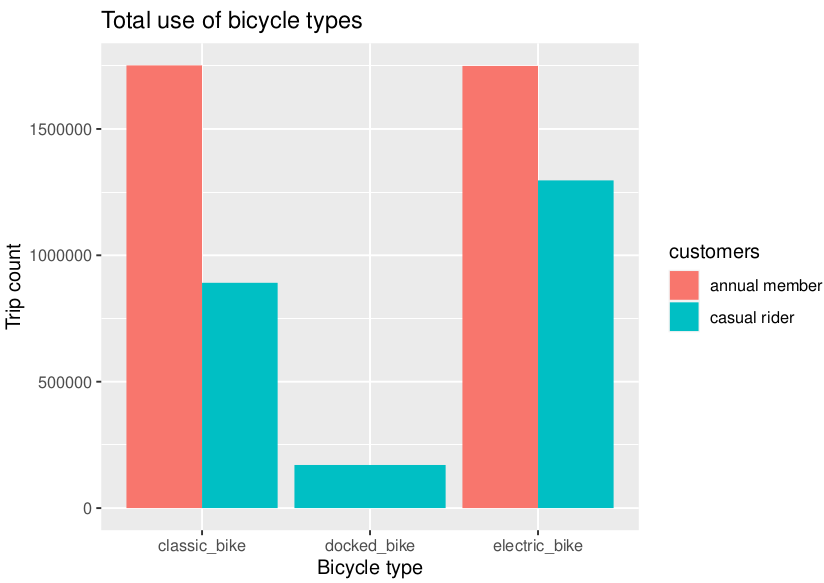 Total use of bicycle types
Trip count
1500000
1000000
500000
0
classic_bike
docked_bike
electric_bike
Bicycle type
customers
annual member
casual rider